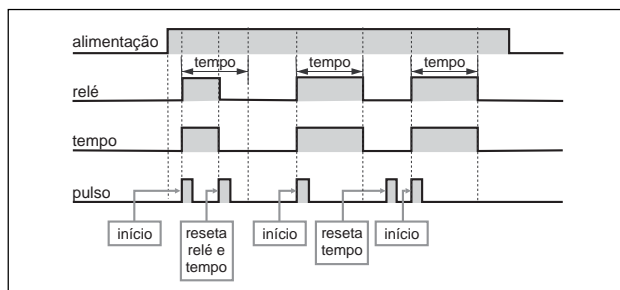 alimentação
tempo
tempo
tempo
relé
tempo
pulso
início
reseta
relé e
tempo
início
reseta
tempo
início